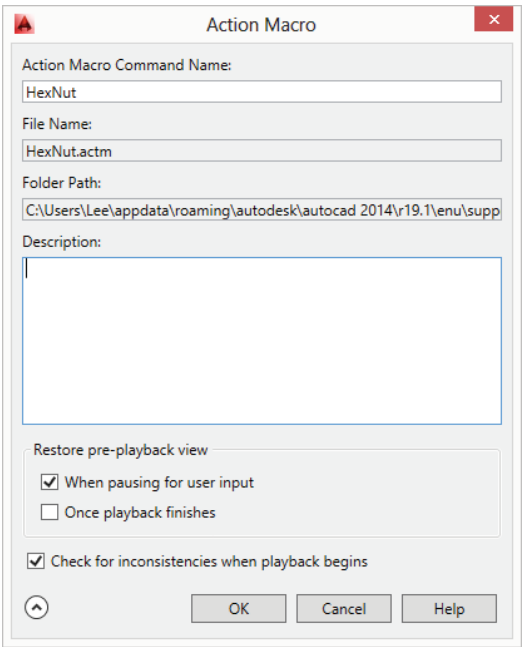 Action Macro
Action Macro Command Name:
HexNut
File Name:
HexNut.actm
Folder Path:
C:\Users\Lee\appdata\roaming\autodesk\autocad 2014\r19.1\enu\supp
Description:
Restore pre-playback view
When pausing for user input
Once playback finishes
Check for inconsistencies when playback begins
OK Cancel Help